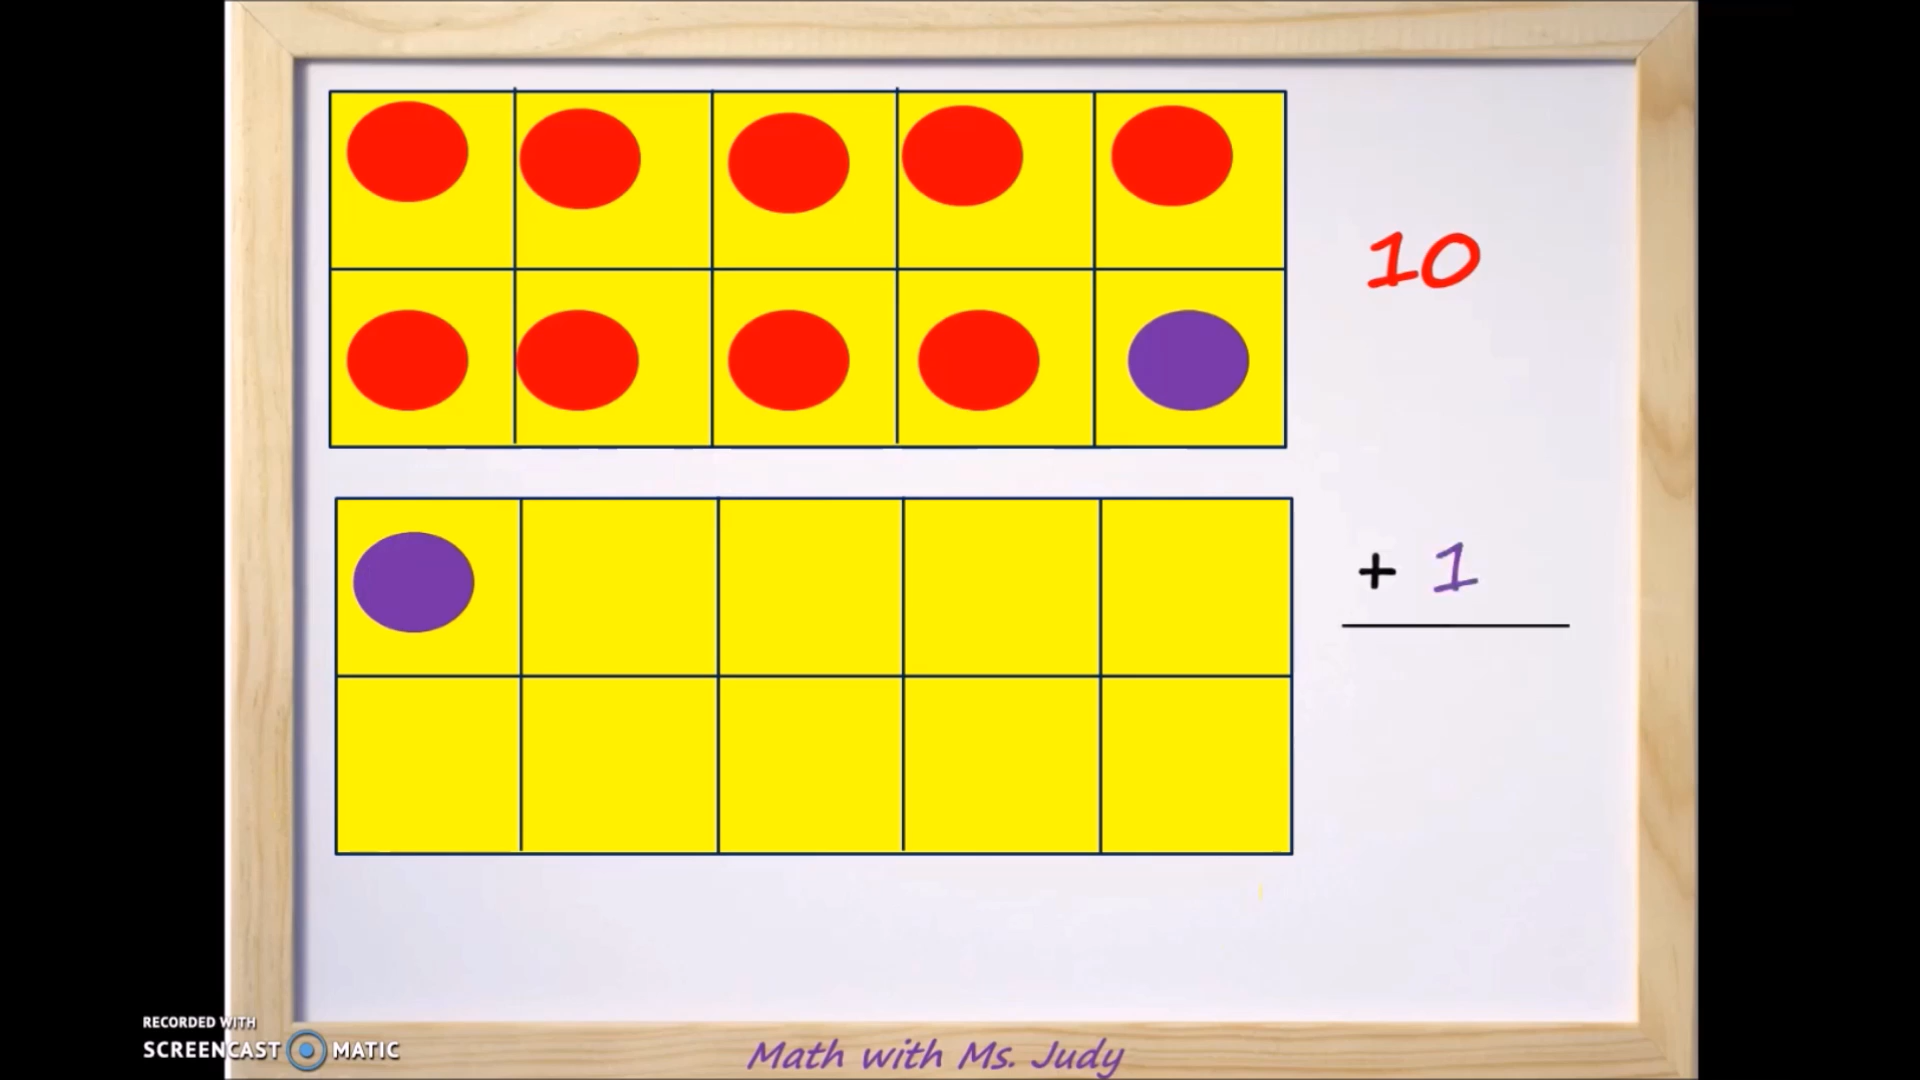 10
+ 1
RECORDED WITH
SCREENCAST MATIC
Math with Ms. Judy